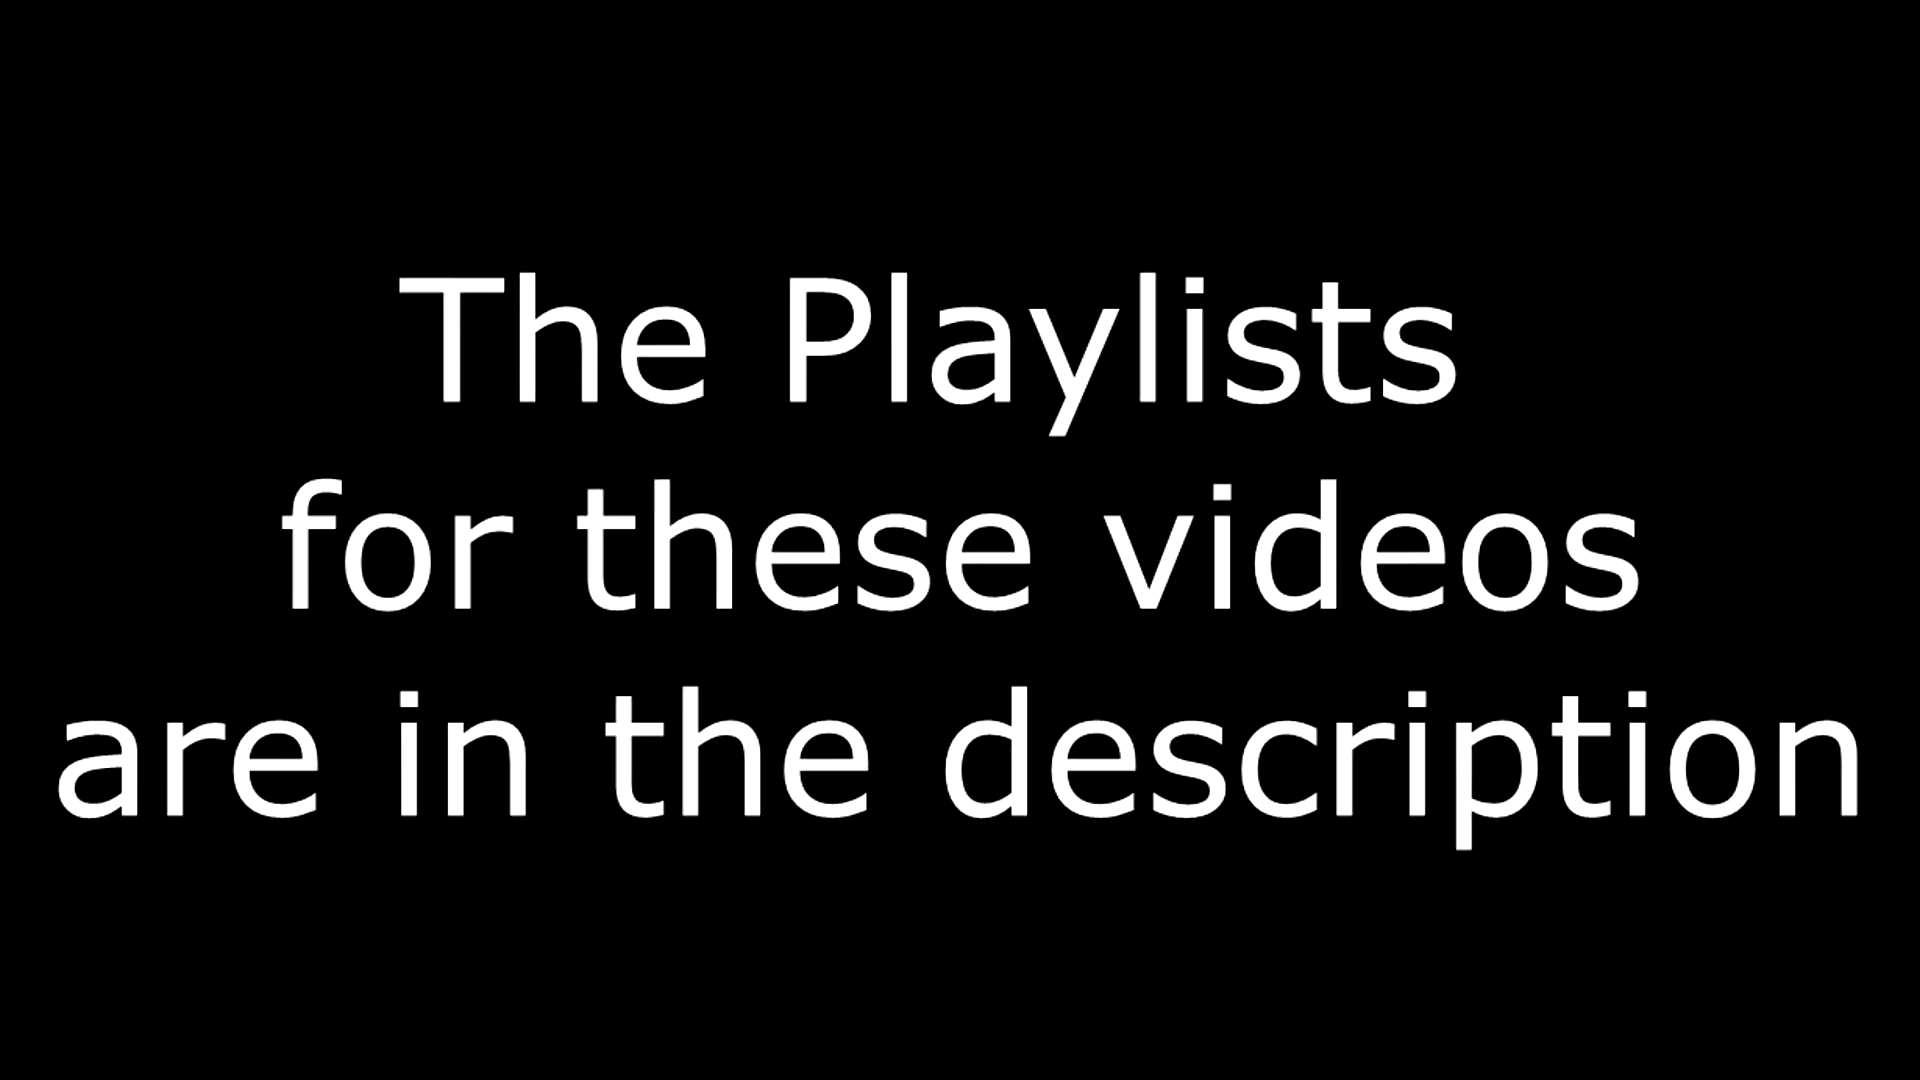 The Playlists
for these videos
are in the description